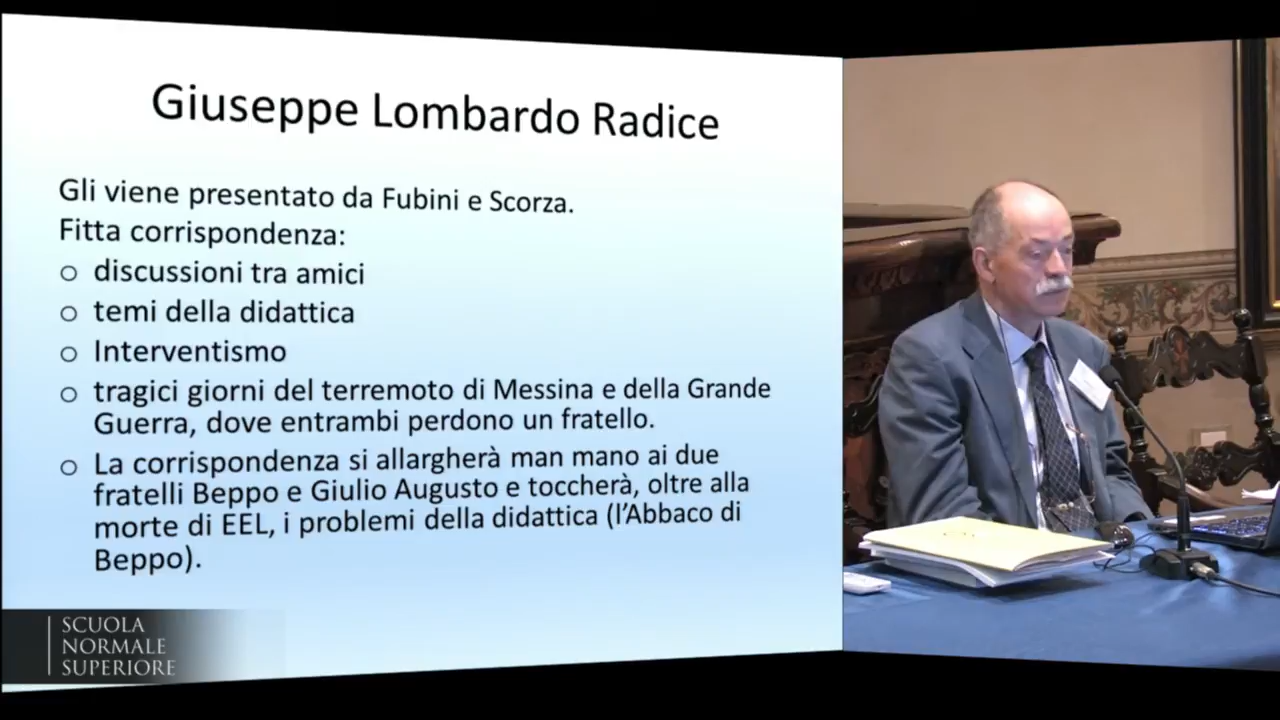 Giuseppe Lombardo Radice
Gli viene presentato da Fubini e Scorza.
Fitta corrispondenza:
o discussioni tra amici
o temi della didattica
o Interventismo
o tragici giorni del terremoto di Messina e della Grande
Guerra, dove entrambi perdono un fratello.
o La corrispondenza si allargherà man mano ai due
fratelli Beppo e Giulio Augusto e toccherà, oltre alla
morte di EEL, i problemi della didattica (l'Abbaco di
Beppo).
SCUOLA
NORMALE
SUPERIORE